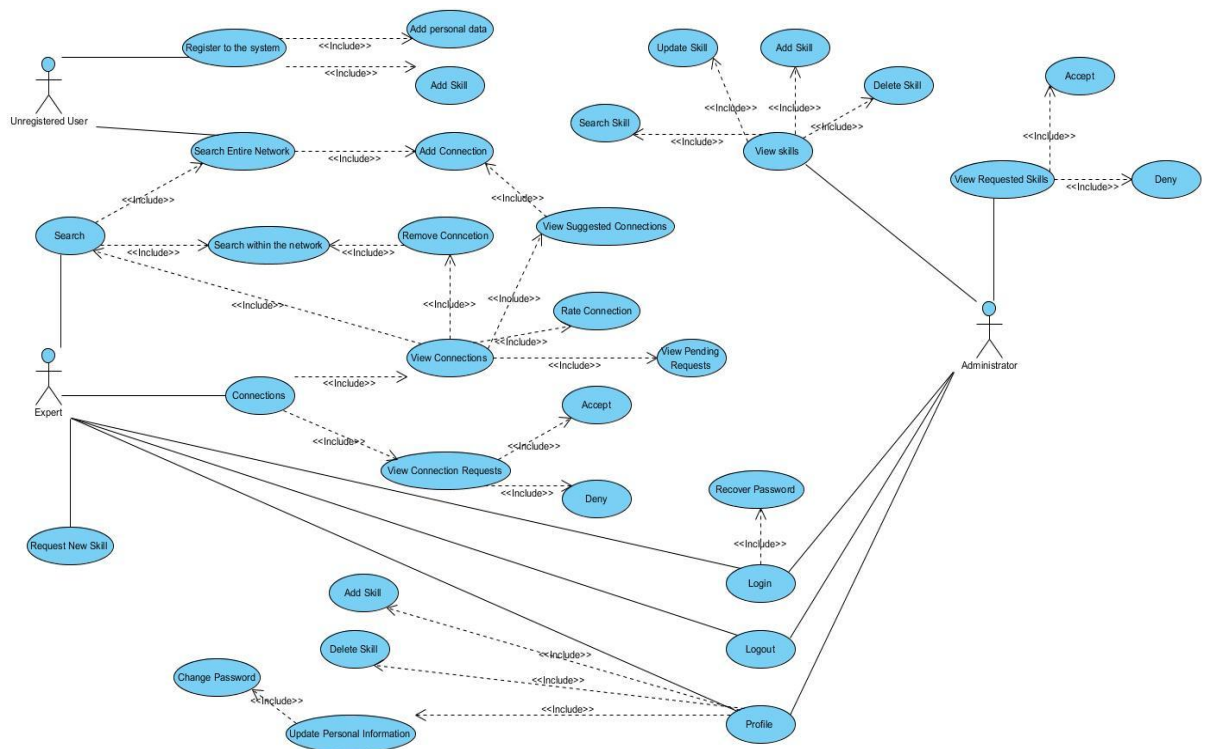 Add personal data
Register to the system
<<Include>>
<<Include>>
Add Skill
Unregistered User
Update Skill
Add Skill
Delete Skill
Accept
<<Include>>
<<Include>>
<<Include>>
Search Skill
<<Include>>
View skills
<<Include>>
View Requested Skills
<<Include>>
Deny
Search Entire Network
<<Include>>
Add Connection
<<Include>>
<<Include>>
View Suggested Connections
Search
<<Include>>
Search within the network
<<Include>>
Remove Conncetion
<<Include>>
<<Include>>
<<Include>>
Rate Connection
<<Include>>
View Connections
<<Include>>
View Pending
Requests
Administrator
Expert
Connections
<<Include>>
Accept
<<Include>>
<<Include>>
View Connection Requests
<<Include>>
Deny
Recover Password
<<Include>>
Request New Skill
Login
Add Skill
Logout
Delete Skill
<<Include>>
<<Include>>
Change Password
<<Include>>
<<Include>>
Update Personal Information
Profile